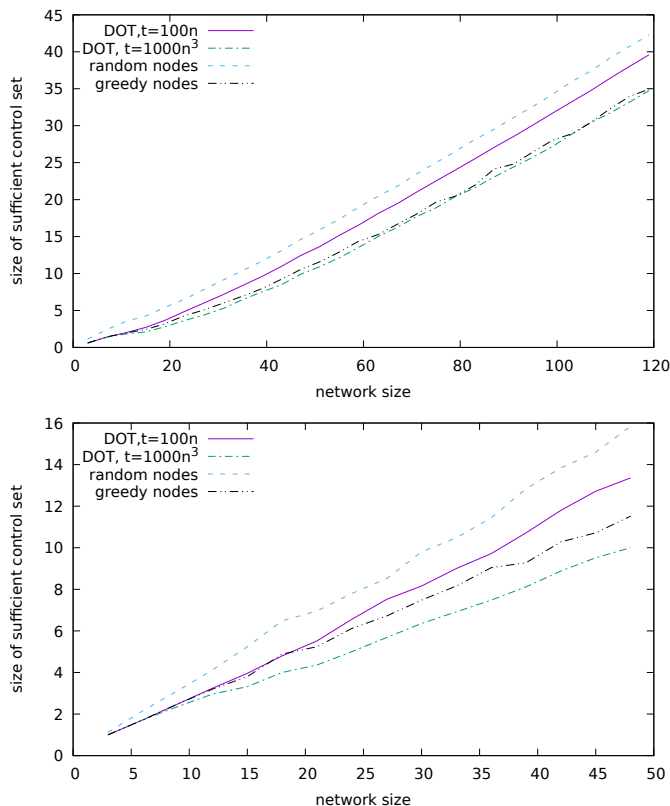 45
40
35
30
25
20
15
10
5
0
size of sufficient control set
DOT,t=100n
DOT, t=1000n³
random nodes
greedy nodes
0 20 40 60 80 100 120
network size
16
14
12
10
8
6
4
2
0
size of sufficient control set
DOT,t=100n
DOT, t=1000n³
random nodes
greedy nodes
0 5 10 15 20 25 30 35 40 45 50
network size